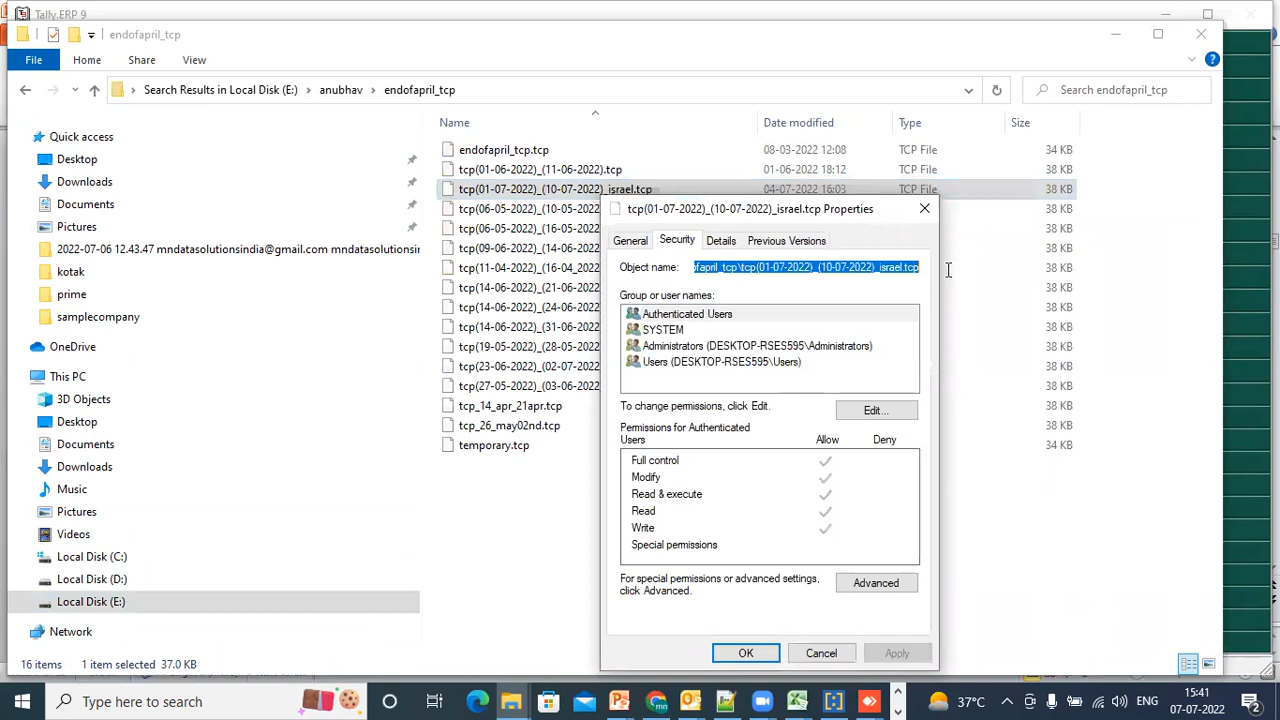 Tally.ERP 9
endofapril_tcp
File Home Share View
Search Results in Local Disk (E:) anubhav endofapril_tcp
Search endofapril_tcp
Name Date modified Type Size
Quick access
Desktop
Downloads
Documents
Pictures
2022-07-06 12.43.47 mndatasolutionsindia@gmail.com mndatasolutionsin
kotak
prime
samplecompany
OneDrive
This PC
3D Objects
Desktop
Documents
Downloads
Music
Pictures
Videos
Local Disk (C:)
Local Disk (D:)
Local Disk (E:)
Network
endofapril_tcp.tcp 08-03-2022 12:08 TCP File 34 KB
tcp(01-06-2022)_(11-06-2022).tcp 01-06-2022 18:12 TCP File 38 KB
tcp(01-07-2022)_(10-07-2022)_israel.tcp 04-07-2022 16:03 TCP File 38 KB
tcp(06-05-2022)_(10-05-2022 38 KB
tcp(06-05-2022)_(16-05-2022 38 KB
tcp(09-06-2022)_(14-06-2022 38 KB
tcp(11-04-2022)_(16-04_2022 38 KB
tcp(14-06-2022)_(21-06-2022 38 KB
tcp(14-06-2022)_(24-06-2022 38 KB
tcp(14-06-2022)_(31-06-2022 38 KB
tcp(19-05-2022)_(28-05-2022 38 KB
tcp(23-06-2022)_(02-07-2022 38 KB
tcp(27-05-2022)_(03-06-2022 38 KB
tcp_14_apr_21apr.tcp 38 KB
tcp_26_may02nd.tcp 38 KB
temporary.tcp 34 KB
tcp(01-07-2022)_(10-07-2022)_israel.tcp Properties
General Security Details Previous Versions
Object name: ofapril_tcp\tcp(01-07-2022)_(10-07-2022)_israel.tcp
Group or user names:
Authenticated Users
SYSTEM
Administrators (DESKTOP-RSES595\Administrators)
Users (DESKTOP-RSES595\Users)
To change permissions, click Edit.
Edit...
Permissions for Authenticated
Users Allow Deny
Full control
Modify
Read & execute
Read
Write
Special permissions
For special permissions or advanced settings,
click Advanced.
Advanced
OK Cancel Apply
16 items 1 item selected 37.0 KB
Type here to search
37°C ENG 15:41
07-07-2022
2